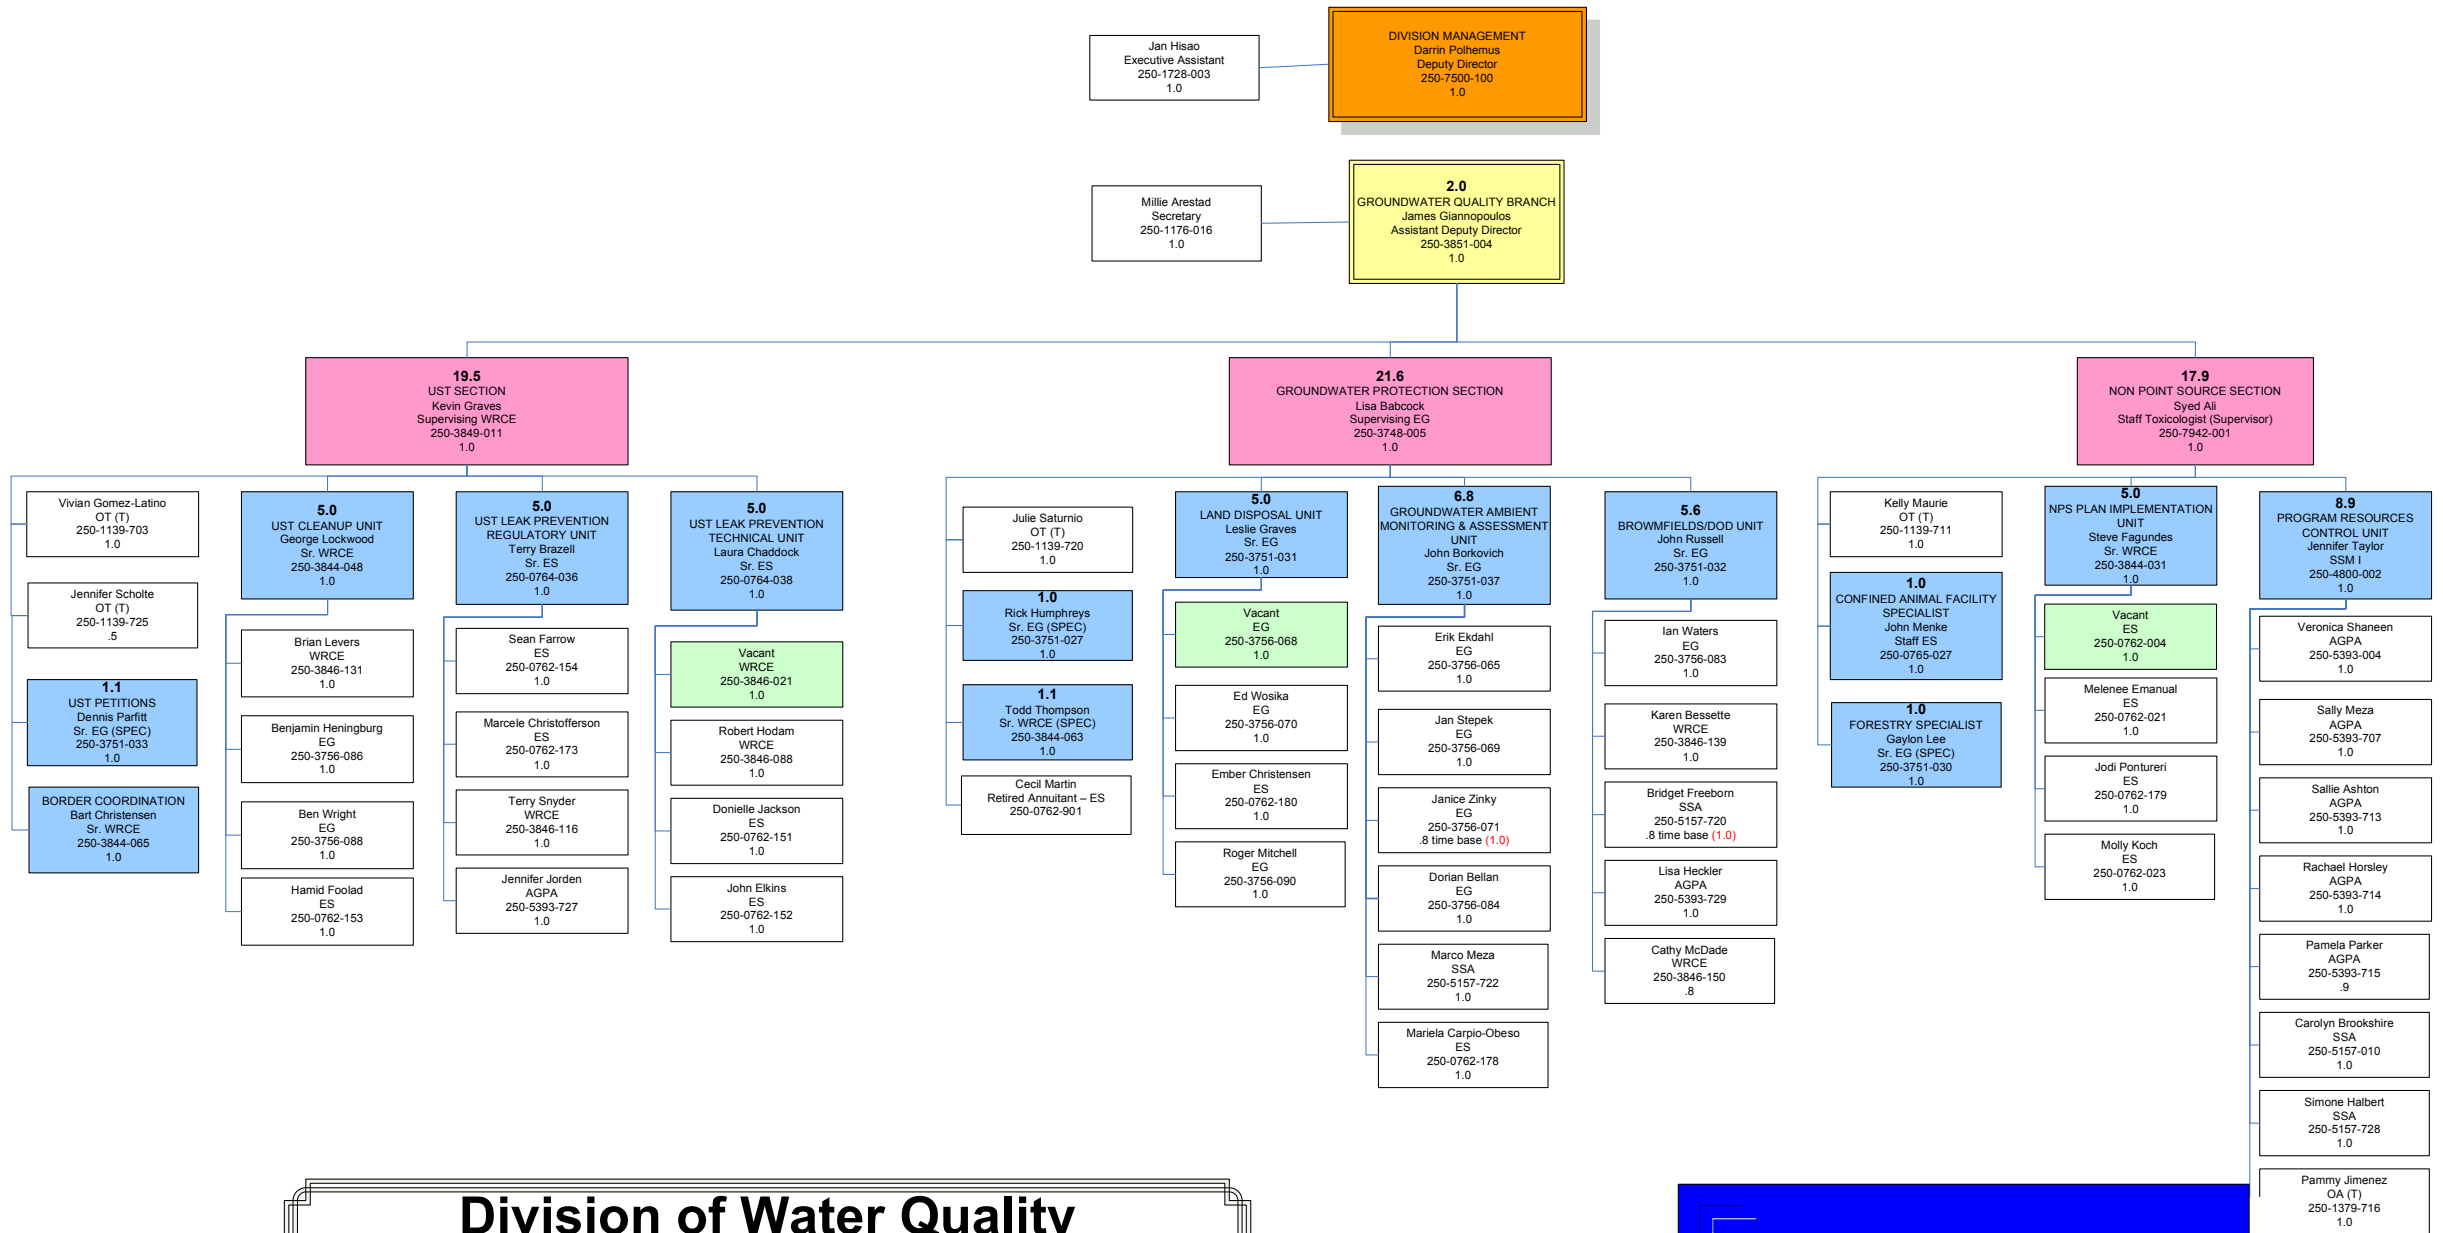 Jan Hisao
Executive Assistant
250-1728-003
1.0
DIVISION MANAGEMENT
Darrin Polhemus
Deputy Director
250-7500-100
1.0
Millie Arestad
Secretary
250-1176-016
1.0
2.0
GROUNDWATER QUALITY BRANCH
James Giannopoulos
Assistant Deputy Director
250-3851-004
1.0
19.5
UST SECTION
Kevin Graves
Supervising WRCE
250-3849-011
1.0
21.6
GROUNDWATER PROTECTION SECTION
Lisa Babcock
Supervising EG
250-3748-005
1.0
17.9
NON POINT SOURCE SECTION
Syed Ali
Staff Toxicologist (Supervisor)
250-7942-001
1.0
Vivian Gomez-Latino
OT (T)
250-1139-703
1.0
Jennifer Scholte
OT (T)
250-1139-725
.5
1.1
UST PETITIONS
Dennis Parfitt
Sr. EG (SPEC)
250-3751-033
1.0
BORDER COORDINATION
Bart Christensen
Sr. WRCE
250-3844-065
1.0
5.0
UST CLEANUP UNIT
George Lockwood
Sr. WRCE
250-3844-048
1.0
Brian Levers
WRCE
250-3846-131
1.0
Benjamin Heningburg
EG
250-3756-086
1.0
Ben Wright
EG
250-3756-088
1.0
Hamid Foolad
ES
250-0762-153
1.0
5.0
UST LEAK PREVENTION
REGULATORY UNIT
Terry Brazell
Sr. ES
250-0764-036
1.0
Sean Farrow
ES
250-0762-154
1.0
Marcele Christofferson
ES
250-0762-173
1.0
Terry Snyder
WRCE
250-3846-116
1.0
Jennifer Jorden
AGPA
250-5393-727
1.0
5.0
UST LEAK PREVENTION
TECHNICAL UNIT
Laura Chaddock
Sr. ES
250-0764-038
1.0
Vacant
WRCE
250-3846-021
1.0
Robert Hodam
WRCE
250-3846-088
1.0
Donielle Jackson
ES
250-0762-151
1.0
John Elkins
ES
250-0762-152
1.0
Julie Saturnio
OT (T)
250-1139-720
1.0
1.0
Rick Humphreys
Sr. EG (SPEC)
250-3751-027
1.0
1.1
Todd Thompson
Sr. WRCE (SPEC)
250-3844-063
1.0
Cecil Martin
Retired Annuitant – ES
250-0762-901
5.0
LAND DISPOSAL UNIT
Leslie Graves
Sr. EG
250-3751-031
1.0
Vacant
EG
250-3756-068
1.0
Ed Wosika
EG
250-3756-070
1.0
Ember Christensen
ES
250-0762-180
1.0
Roger Mitchell
EG
250-3756-090
1.0
6.8
GROUNDWATER AMBIENT
MONITORING & ASSESSMENT
UNIT
John Borkovich
Sr. EG
250-3751-037
1.0
Erik Ekdahl
EG
250-3756-065
1.0
Jan Stepek
EG
250-3756-069
1.0
Janice Zinky
EG
250-3756-071
.8 time base (1.0)
Dorian Bellan
EG
250-3756-084
1.0
Marco Meza
SSA
250-5157-722
1.0
Mariela Carpio-Obeso
ES
250-0762-178
1.0
5.6
BROWMFIELDS/DOD UNIT
John Russell
Sr. EG
250-3751-032
1.0
Ian Waters
EG
250-3756-083
1.0
Karen Bessette
WRCE
250-3846-139
1.0
Bridget Freeborn
SSA
250-5157-720
.8 time base (1.0)
Lisa Heckler
AGPA
250-5393-729
1.0
Cathy McDade
WRCE
250-3846-150
.8
Kelly Maurie
OT (T)
250-1139-711
1.0
1.0
CONFINED ANIMAL FACILITY
SPECIALIST
John Menke
Staff ES
250-0765-027
1.0
1.0
FORESTRY SPECIALIST
Gaylon Lee
Sr. EG (SPEC)
250-3751-030
1.0
5.0
NPS PLAN IMPLEMENTATION
UNIT
Steve Fagundes
Sr. WRCE
250-3844-031
1.0
Vacant
ES
250-0762-004
1.0
Melenee Emanual
ES
250-0762-021
1.0
Jodi Pontureri
ES
250-0762-179
1.0
Molly Koch
ES
250-0762-023
1.0
8.9
PROGRAM RESOURCES
CONTROL UNIT
Jennifer Taylor
SSM I
250-4800-002
1.0
Veronica Shaneen
AGPA
250-5393-004
1.0
Sally Meza
AGPA
250-5393-707
1.0
Sallie Ashton
AGPA
250-5393-713
1.0
Rachael Horsley
AGPA
250-5393-714
1.0
Pamela Parker
AGPA
250-5393-715
.9
Carolyn Brookshire
SSA
250-5157-010
1.0
Simone Halbert
SSA
250-5157-728
1.0
Pammy Jimenez
OA (T)
250-1379-716
1.0
Division of Water Quality